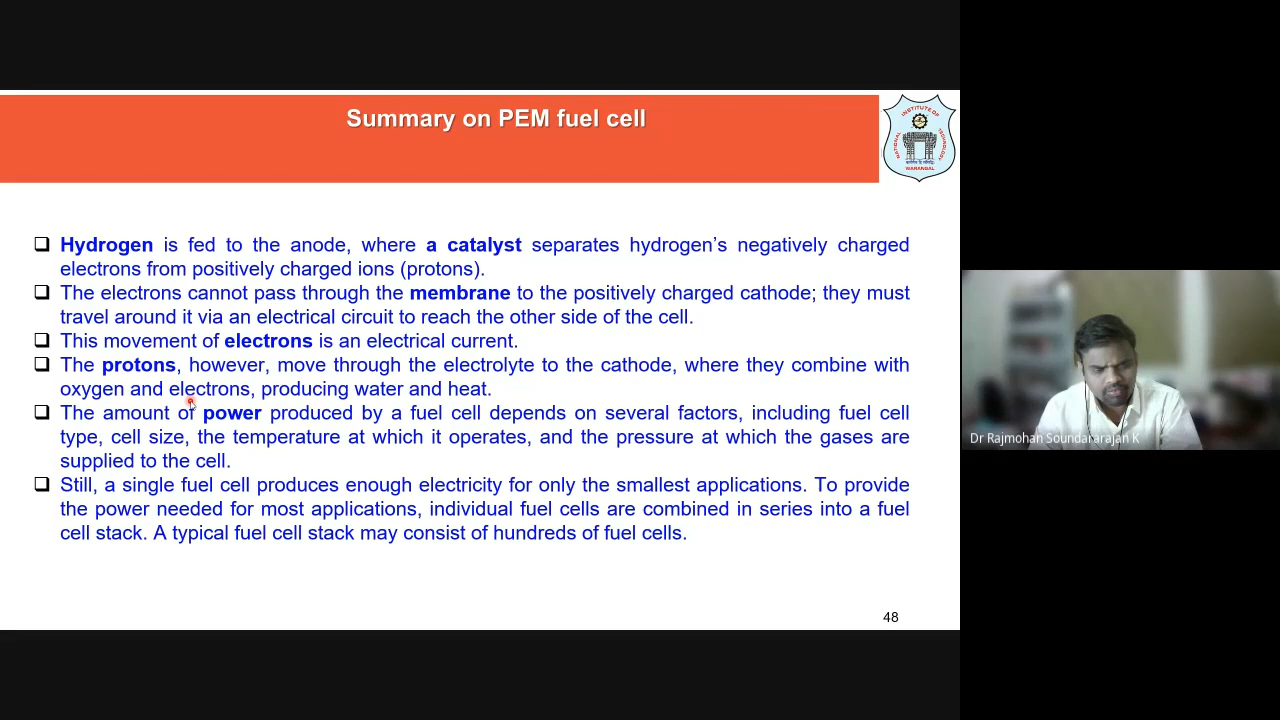 Summary on PEM fuel cell
INSTITUTE OF
NATIONAL
TECHNOLOGY
WARANGAL
❑ Hydrogen is fed to the anode, where a catalyst separates hydrogen’s negatively charged
electrons from positively charged ions (protons).
❑ The electrons cannot pass through the membrane to the positively charged cathode; they must
travel around it via an electrical circuit to reach the other side of the cell.
❑ This movement of electrons is an electrical current.
❑ The protons, however, move through the electrolyte to the cathode, where they combine with
oxygen and electrons, producing water and heat.
❑ The amount of power produced by a fuel cell depends on several factors, including fuel cell
type, cell size, the temperature at which it operates, and the pressure at which the gases are
supplied to the cell.
❑ Still, a single fuel cell produces enough electricity for only the smallest applications. To provide
the power needed for most applications, individual fuel cells are combined in series into a fuel
cell stack. A typical fuel cell stack may consist of hundreds of fuel cells.
48
Dr Rajmohan Soundararajan K